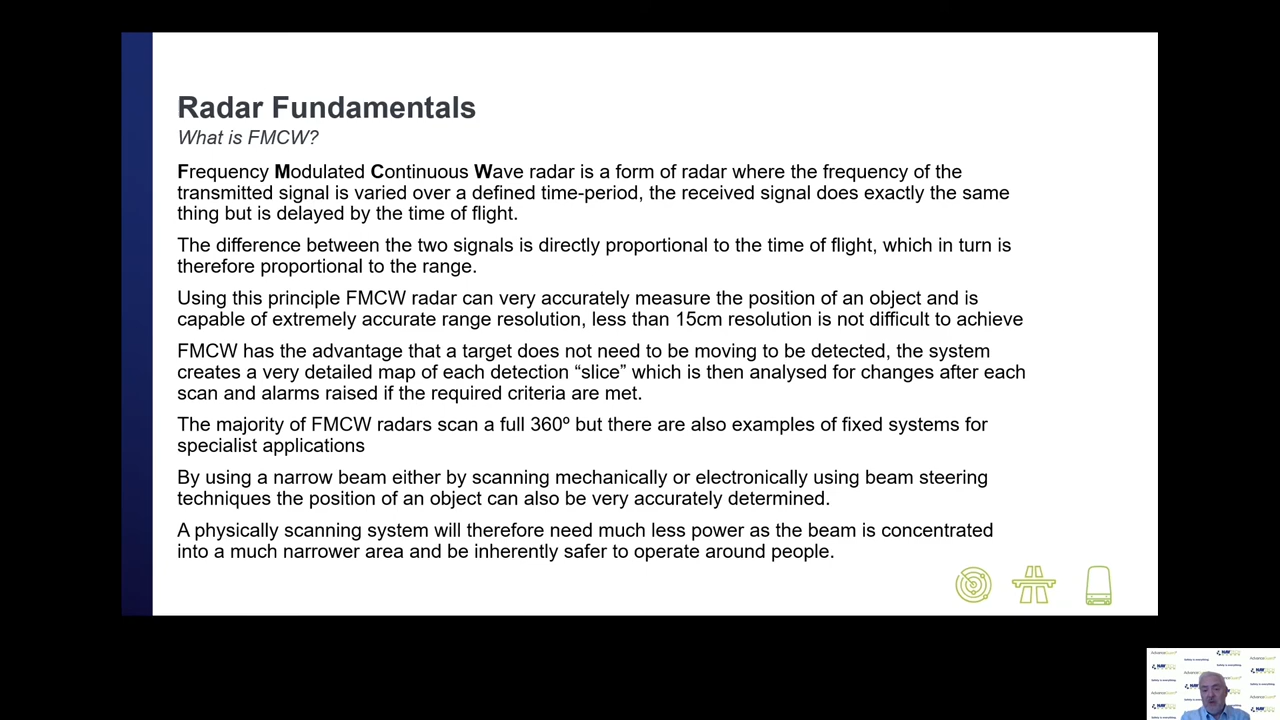 Radar Fundamentals
What is FMCW?
Frequency Modulated Continuous Wave radar is a form of radar where the frequency of the
transmitted signal is varied over a defined time-period, the received signal does exactly the same
thing but is delayed by the time of flight.
The difference between the two signals is directly proportional to the time of flight, which in turn is
therefore proportional to the range.
Using this principle FMCW radar can very accurately measure the position of an object and is
capable of extremely accurate range resolution, less than 15cm resolution is not difficult to achieve
FMCW has the advantage that a target does not need to be moving to be detected, the system
creates a very detailed map of each detection “slice” which is then analysed for changes after each
scan and alarms raised if the required criteria are met.
The majority of FMCW radars scan a full 360º but there are also examples of fixed systems for
specialist applications
By using a narrow beam either by scanning mechanically or electronically using beam steering
techniques the position of an object can also be very accurately determined.
A physically scanning system will therefore need much less power as the beam is concentrated
into a much narrower area and be inherently safer to operate around people.